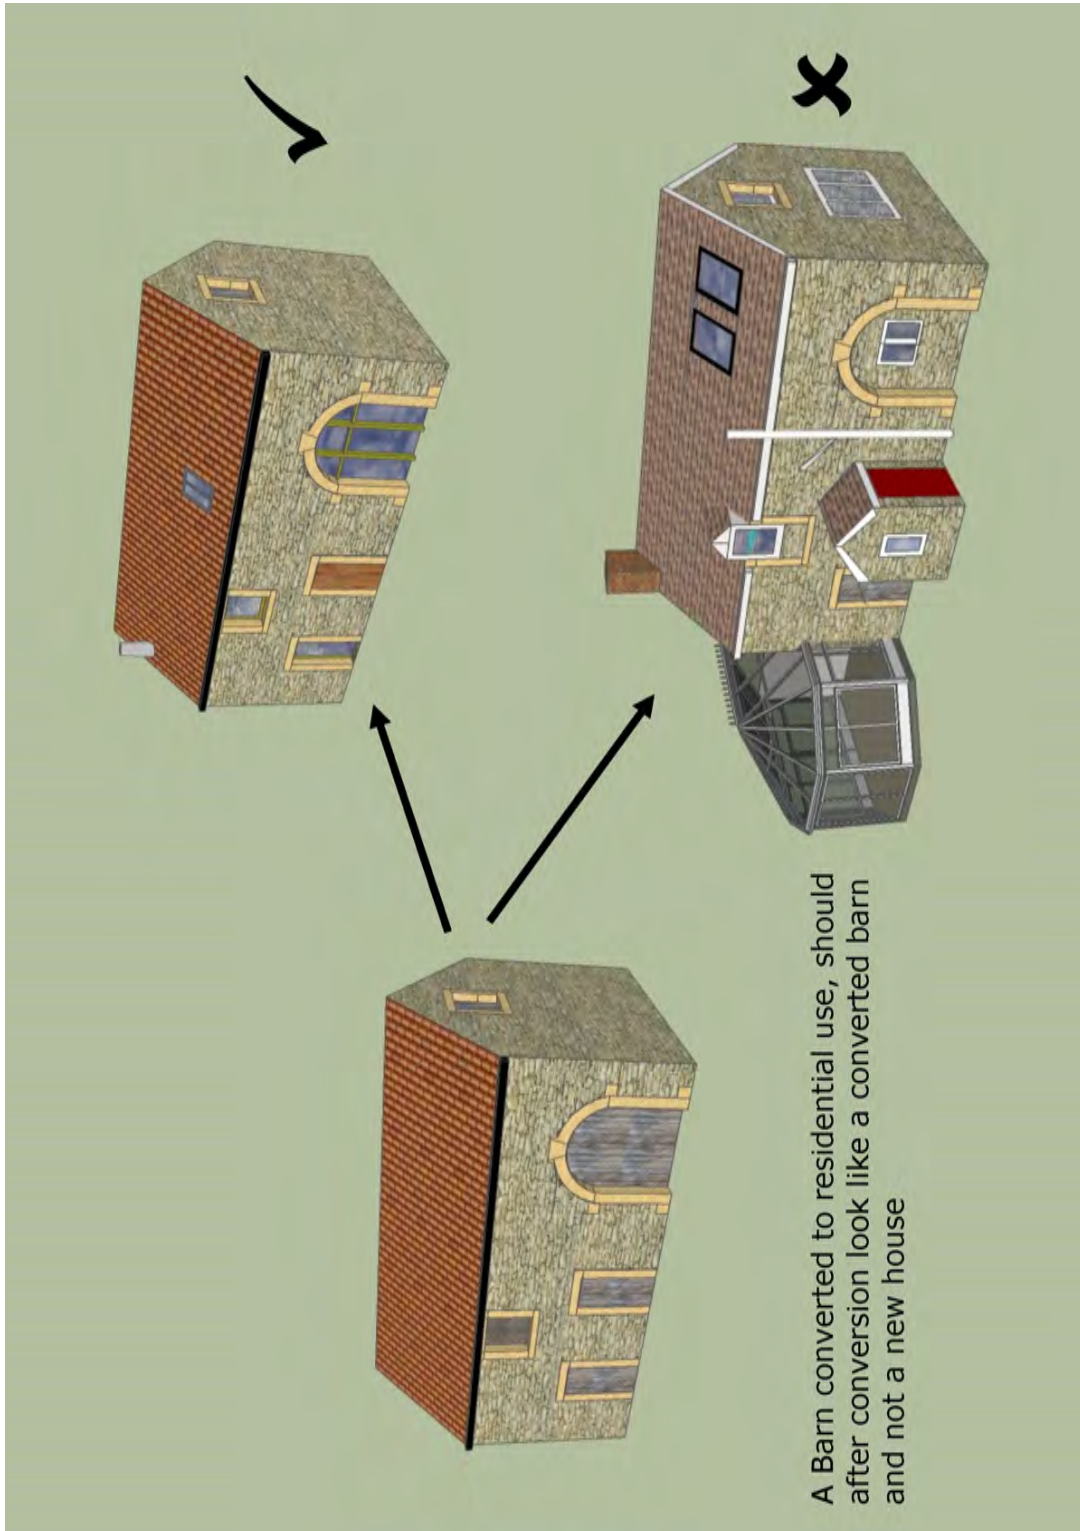 A Barn converted to residential use, should
after conversion look like a converted barn
and not a new house